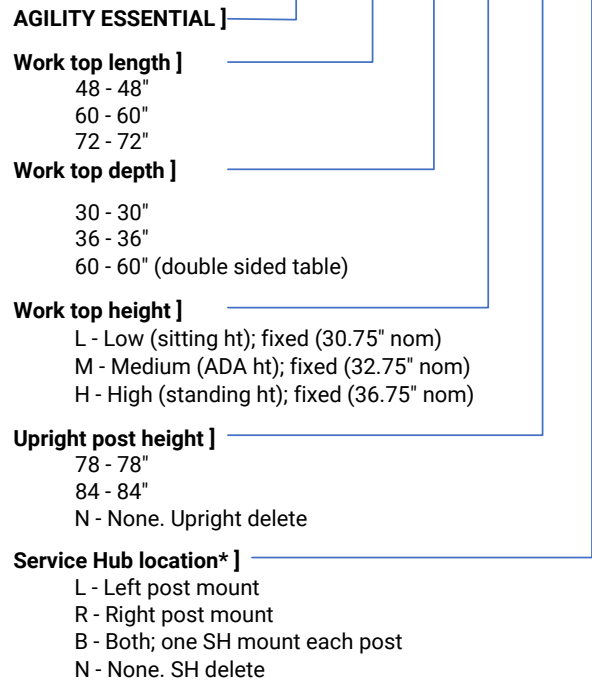 AGILITY ESSENTIAL ]
Work top length ]
48 - 48"
60 - 60"
72 - 72"
Work top depth ]
30 - 30"
36 - 36"
60 - 60" (double sided table)
Work top height ]
L - Low (sitting ht); fixed (30.75" nom)
M - Medium (ADA ht); fixed (32.75" nom)
H - High (standing ht); fixed (36.75" nom)
Upright post height ]
78 - 78"
84 - 84"
N - None. Upright delete
Service Hub location* ]
L - Left post mount
R - Right post mount
B - Both; one SH mount each post
N - None. SH delete